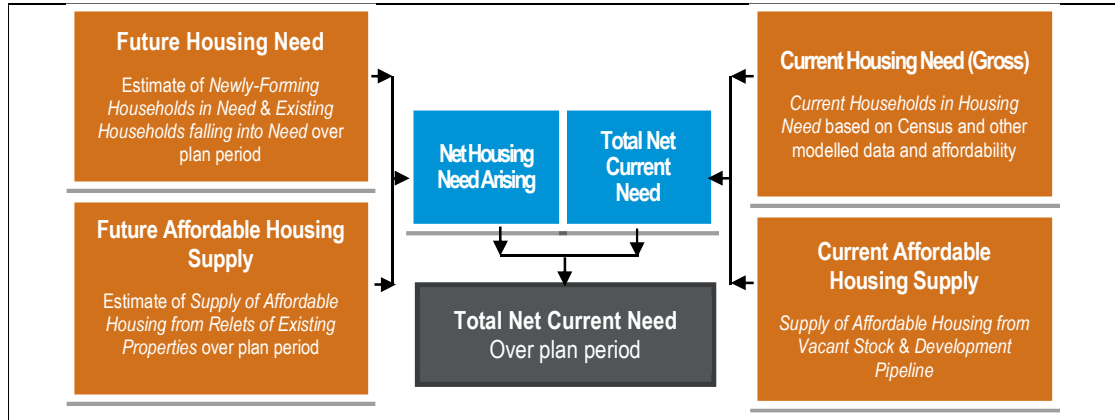 Future Housing Need
Estimate of Newly-Forming
Households in Need & Existing
Households falling into Need over
plan period
Future Affordable Housing
Supply
Estimate of Supply of Affordable
Housing from Relets of Existing
Properties over plan period
Net Housing
Need Arising
Total Net
Current
Need
Total Net Current Need
Over plan period
Current Housing Need (Gross)
Current Households in Housing
Need based on Census and other
modelled data and affordability
Current Affordable
Housing Supply
Supply of Affordable Housing from
Vacant Stock & Development
Pipeline